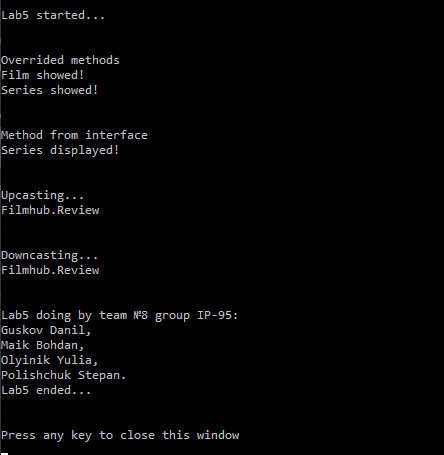 Lab5 started...
Overrided methods
Film showed!
Series showed!
Method from interface
Series displayed!
Upcasting...
Filmhub.Review
Downcasting...
Filmhub.Review
Lab5 doing by team №8 group IP-95:
Guskov Danil,
Maik Bohdan,
Olyinik Yulia,
Polishchuk Stepan.
Lab5 ended...
Press any key to close this window